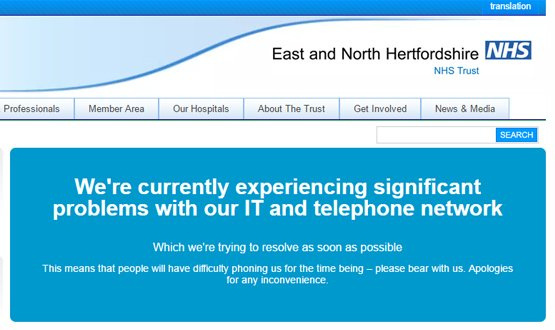 translation
East and North Hertfordshire NHS
NHS Trust
Professionals Member Area Our Hospitals About The Trust Get Involved News & Media
SEARCH
We're currently experiencing significant
problems with our IT and telephone network
Which we're trying to resolve as soon as possible
This means that people will have difficulty phoning us for the time being – please bear with us. Apologies
for any inconvenience.